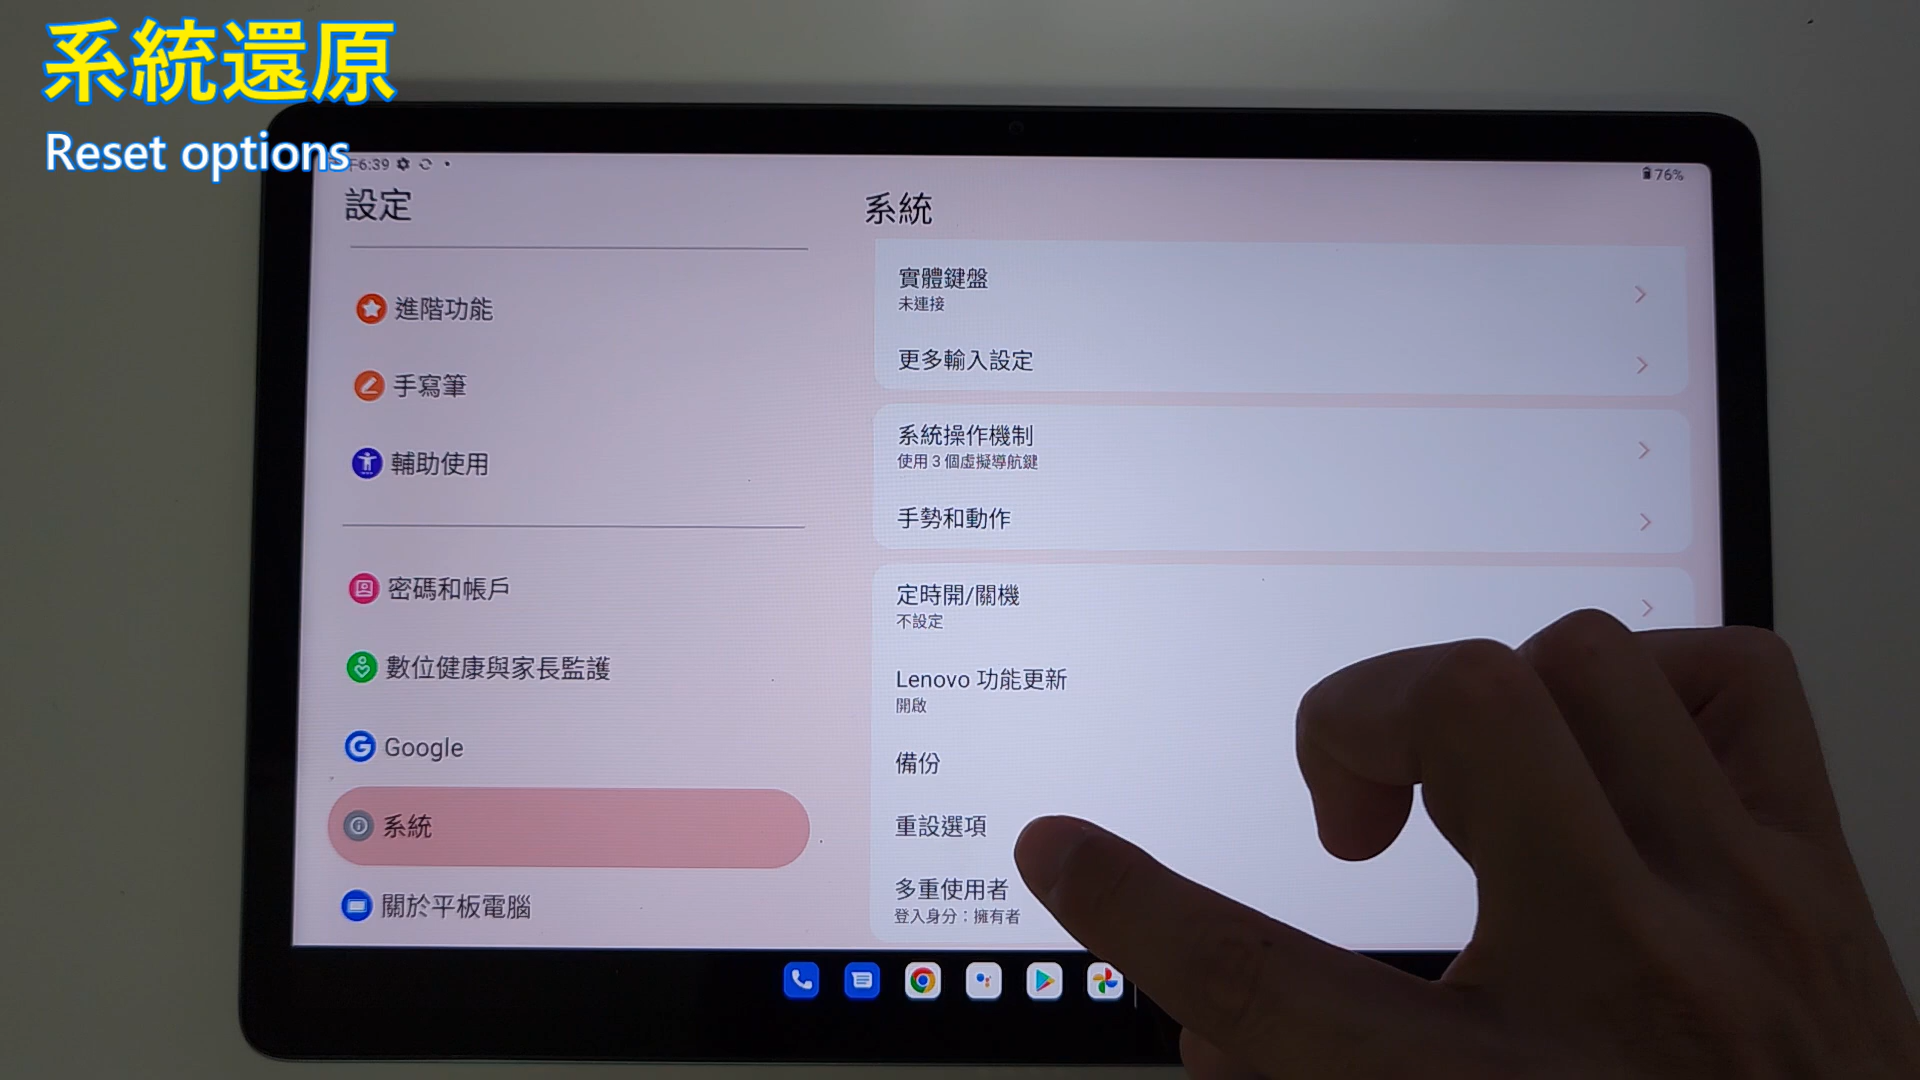 系統還原
Reset options
午6:39
76%
設定
進階功能
手寫筆
輔助使用
密碼和帳戶
數位健康與家長監護
Google
系統
關於平板電腦
系統
實體鍵盤
未連接
更多輸入設定
系統操作機制
使用 3 個虛擬導航鍵
手勢和動作
定時開/關機
不設定
Lenovo 功能更新
開啟
備份
重設選項
多重使用者
登入身分：擁有者